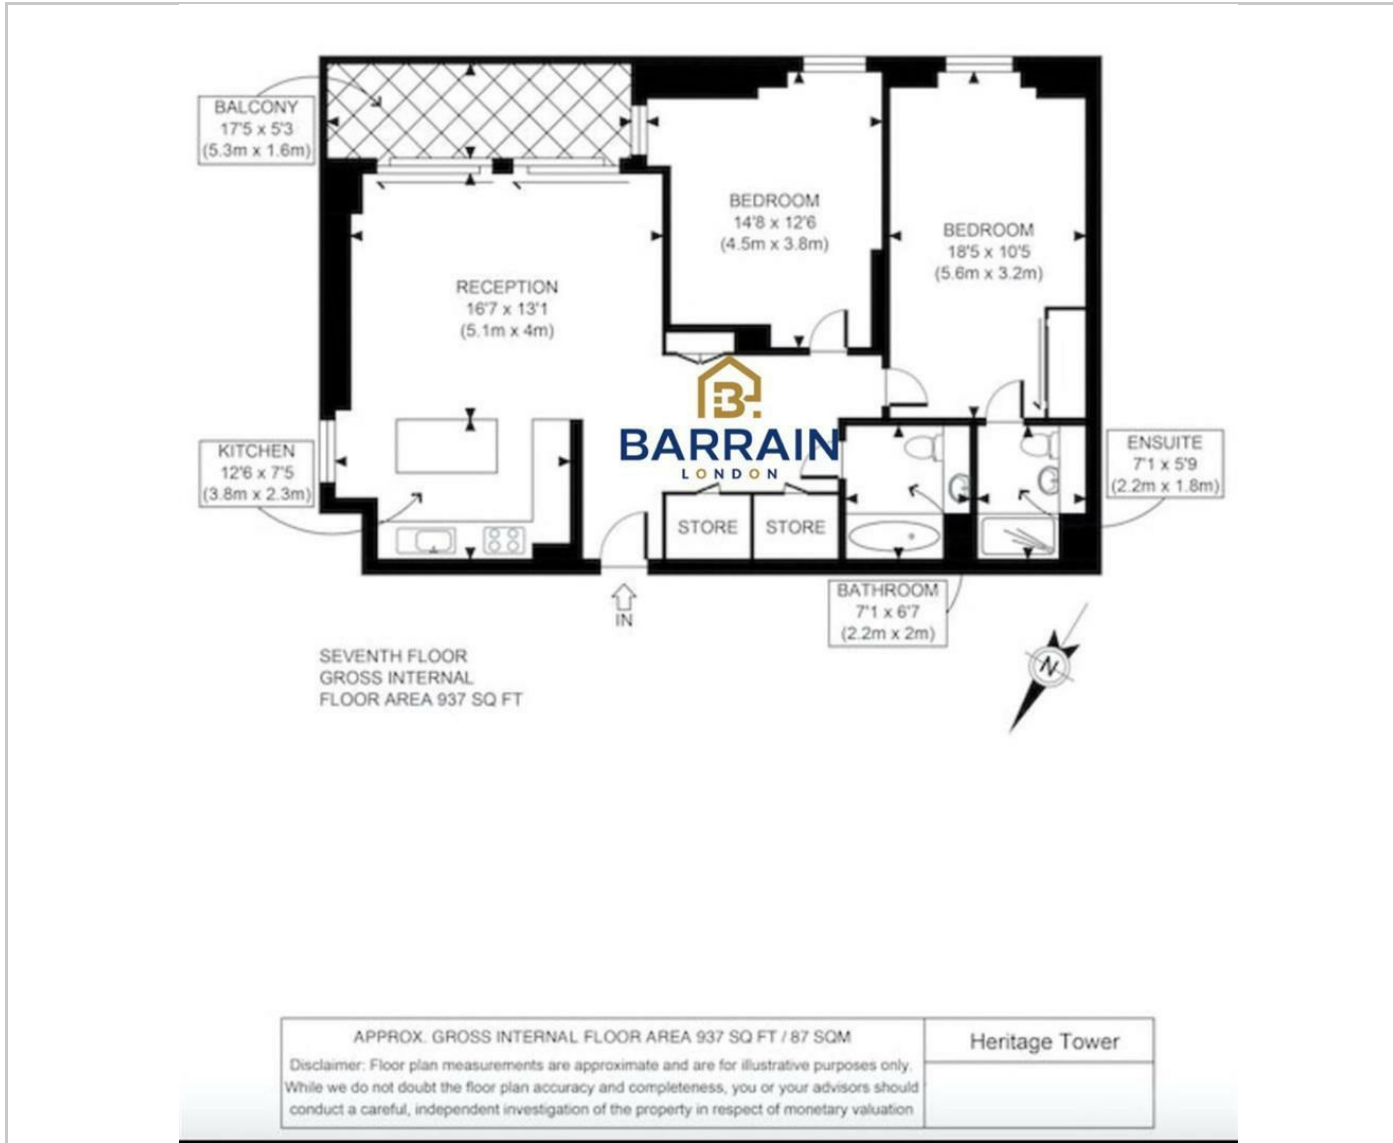 BALCONY
17'5 x 5'3
(5.3m x 1.6m)
BEDROOM
14'8 x 12'6
(4.5m x 3.8m)
BEDROOM
18'5 x 10'5
(5.6m x 3.2m)
RECEPTION
16'7 x 13'1
(5.1m x 4m)
B.
BARRAIN
LONDON
KITCHEN
12'6 x 7'5
(3.8m x 2.3m)
ENSUITE
7'1 x 5'9
(2.2m x 1.8m)
STORE
STORE
BATHROOM
7'1 x 6'7
(2.2m x 2m)
IN
N
SEVENTH FLOOR
GROSS INTERNAL
FLOOR AREA 937 SQ FT
APPROX. GROSS INTERNAL FLOOR AREA 937 SQ FT / 87 SQM
Disclaimer: Floor plan measurements are approximate and are for illustrative purposes only.
While we do not doubt the floor plan accuracy and completeness, you or your advisors should
conduct a careful, independent investigation of the property in respect of monetary valuation
Heritage Tower